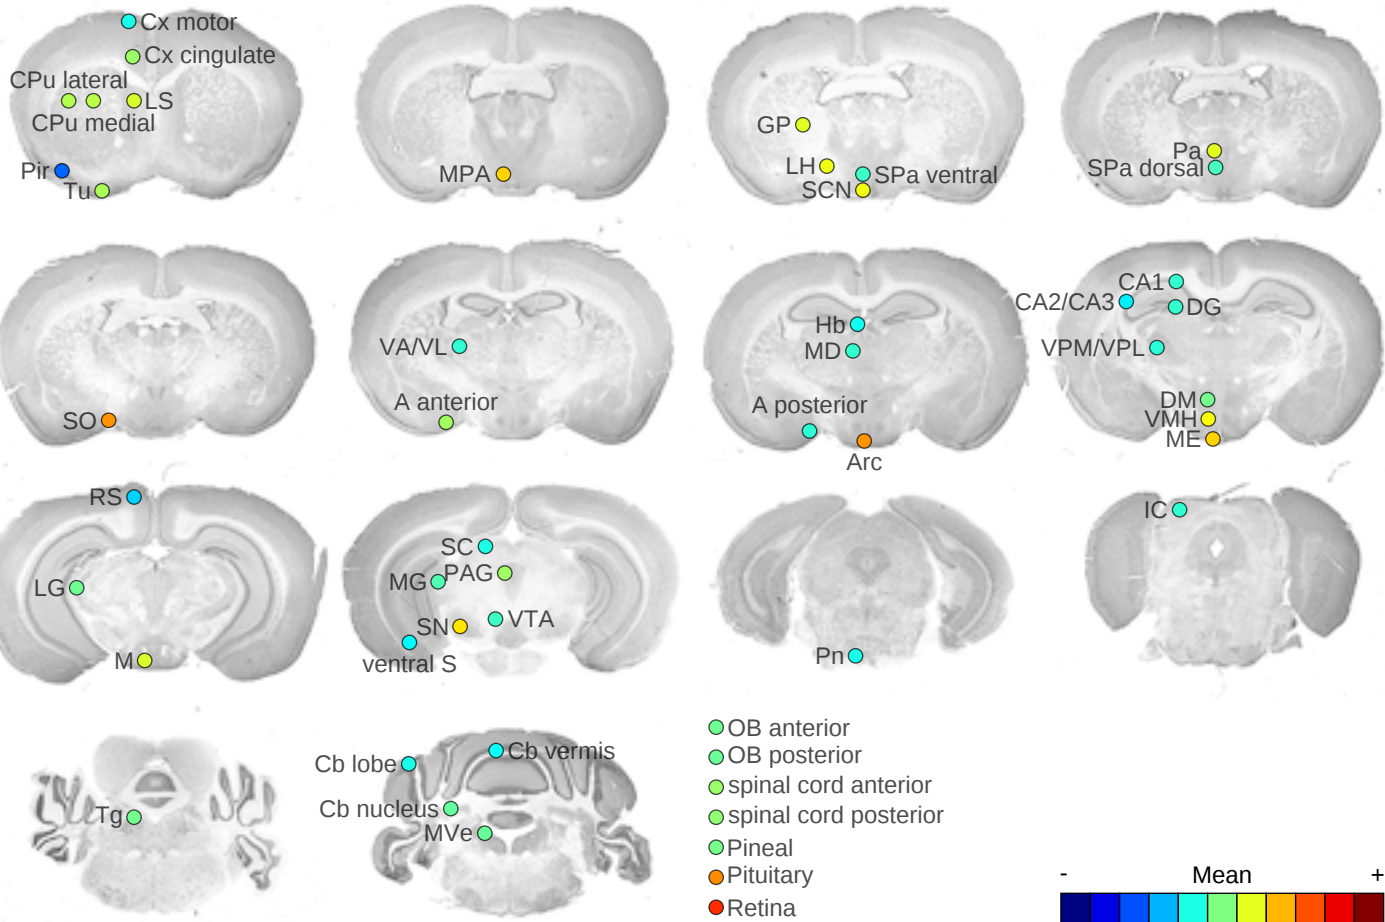 Cx motor
Cx cingulate
CPu lateral
LS
CPu medial
Pir
Tu
MPA
GP
LH
SPa ventral
SCN
Pa
SPa dorsal
SO
VA/VL
A anterior
Hb
MD
A posterior
Arc
CA1
CA2/CA3
DG
VPM/VPL
DM
VMH
ME
RS
LG
M
SC
MG
PAG
SN
VTA
ventral S
Pn
IC
Tg
Cb lobe
Cb vermis
Cb nucleus
MVe
OB anterior
OB posterior
spinal cord anterior
spinal cord posterior
Pineal
Pituitary
Retina
- Mean +